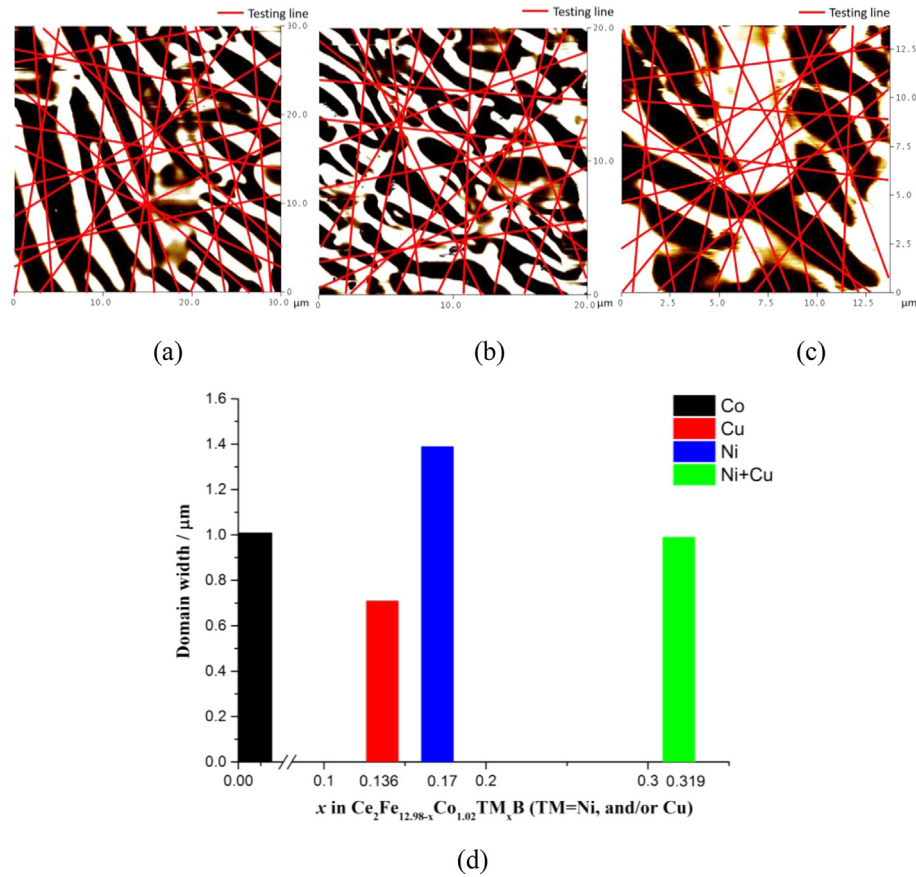 Testing line
Testing line
Testing line
30.0
20.0
10.0
0
0
10.0
20.0
30.0
µm
20.0
10.0
0
0
10.0
20.0
µm
12.5
10.0
7.5
5.0
2.5
0
0
2.5
5.0
7.5
10.0
12.5
µm
(a)
(b)
(c)
1.6
1.4
1.2
1.0
0.8
0.6
0.4
0.2
0.0
Domain width / µm
Co
Cu
Ni
Ni+Cu
0.00
0.1
0.136
0.17
0.2
0.3
0.319
x in Ce₂Fe₁₂.₉₈₋ₓCo₁.₀₂TMₓB (TM=Ni, and/or Cu)
(d)